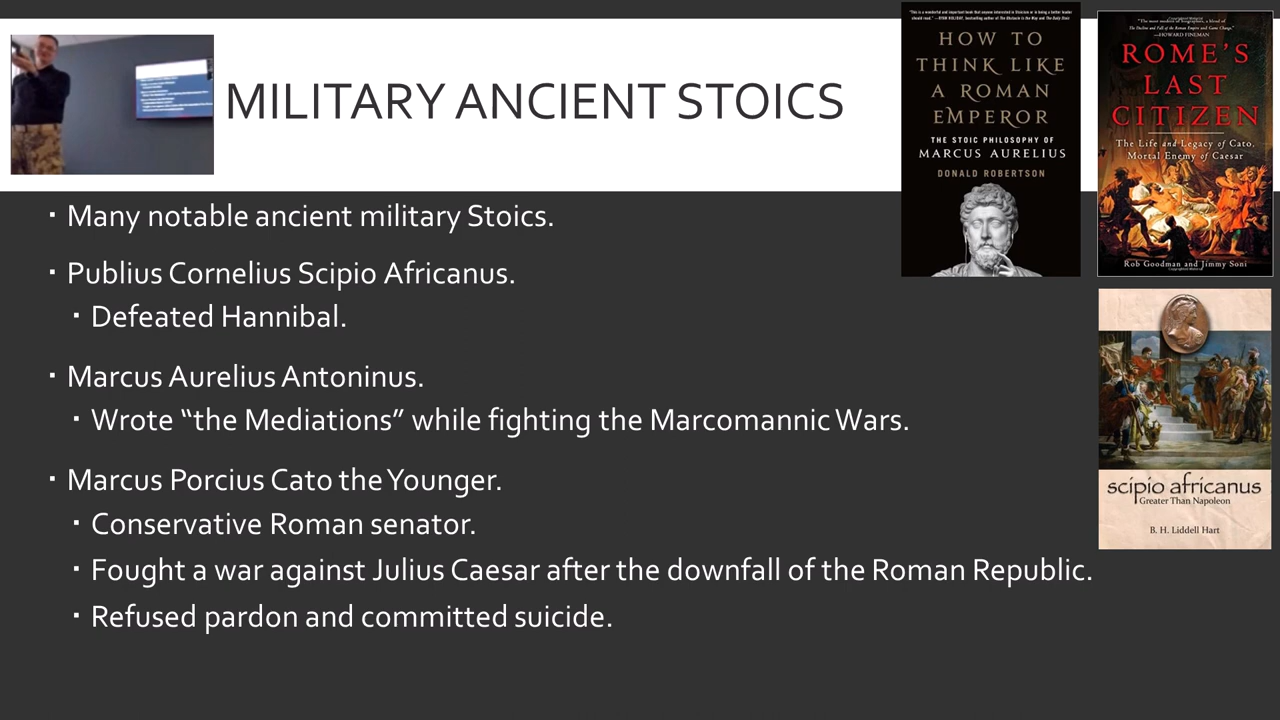 MILITARY ANCIENT STOICS
▪ Many notable ancient military Stoics.
▪ Publius Cornelius Scipio Africanus.
▪ Defeated Hannibal.
▪ Marcus Aurelius Antoninus.
▪ Wrote “the Mediations” while fighting the Marcomannic Wars.
▪ Marcus Porcius Cato the Younger.
▪ Conservative Roman senator.
▪ Fought a war against Julius Caesar after the downfall of the Roman Republic.
▪ Refused pardon and committed suicide.
HOW TO
THINK LIKE
A ROMAN
EMPEROR
THE STOIC PHILOSOPHY OF
MARCUS AURELIUS
DONALD ROBERTSON
—HOWARD FINEMAN
ROME'S
LAST
CITIZEN
The Life and Legacy of Cato,
Mortal Enemy of Caesar
Rob Goodman and Jimmy Soni
scipio africanus
Greater Than Napoleon
B. H. Liddell Hart